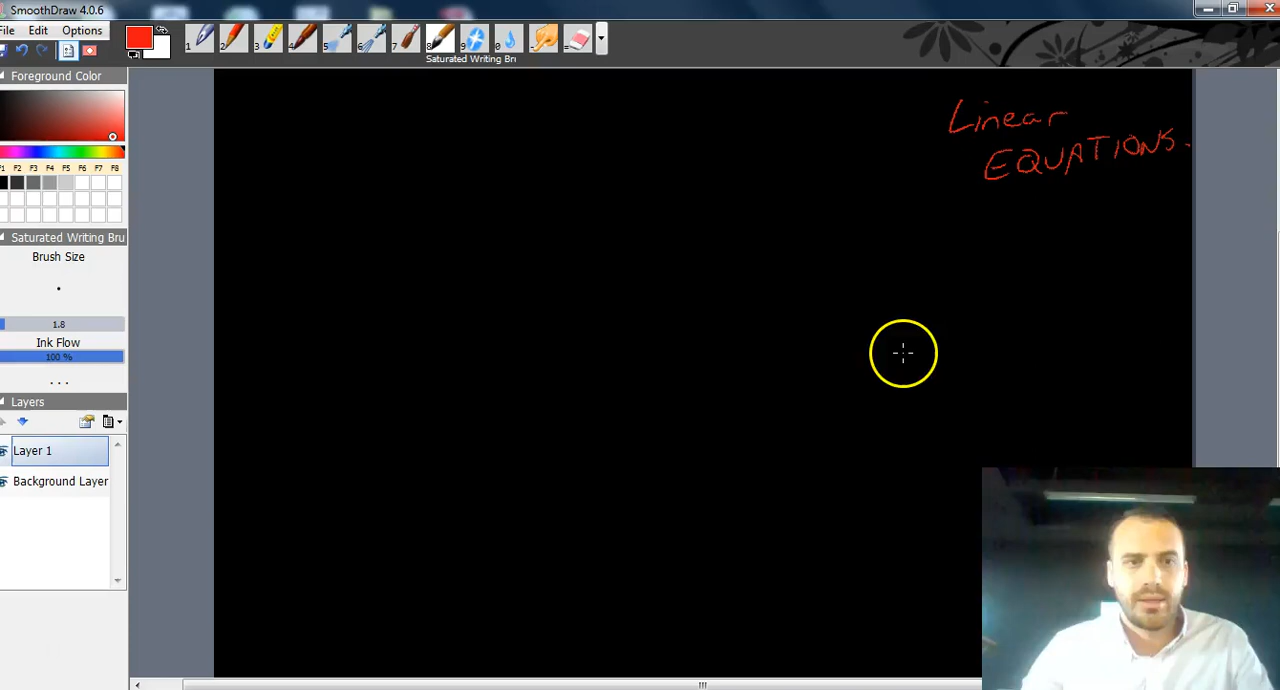 SmoothDraw 4.0.6
File Edit Options
1 2 3 4 5 6 7 8 9 0 =
Saturated Writing Bru
Foreground Color
F1 F2 F3 F4 F5 F6 F7 F8
Saturated Writing Bru
Brush Size
1.8
Ink Flow
100 %
...
Layers
Layer 1
Background Layer
Linear
EQUATIONS.